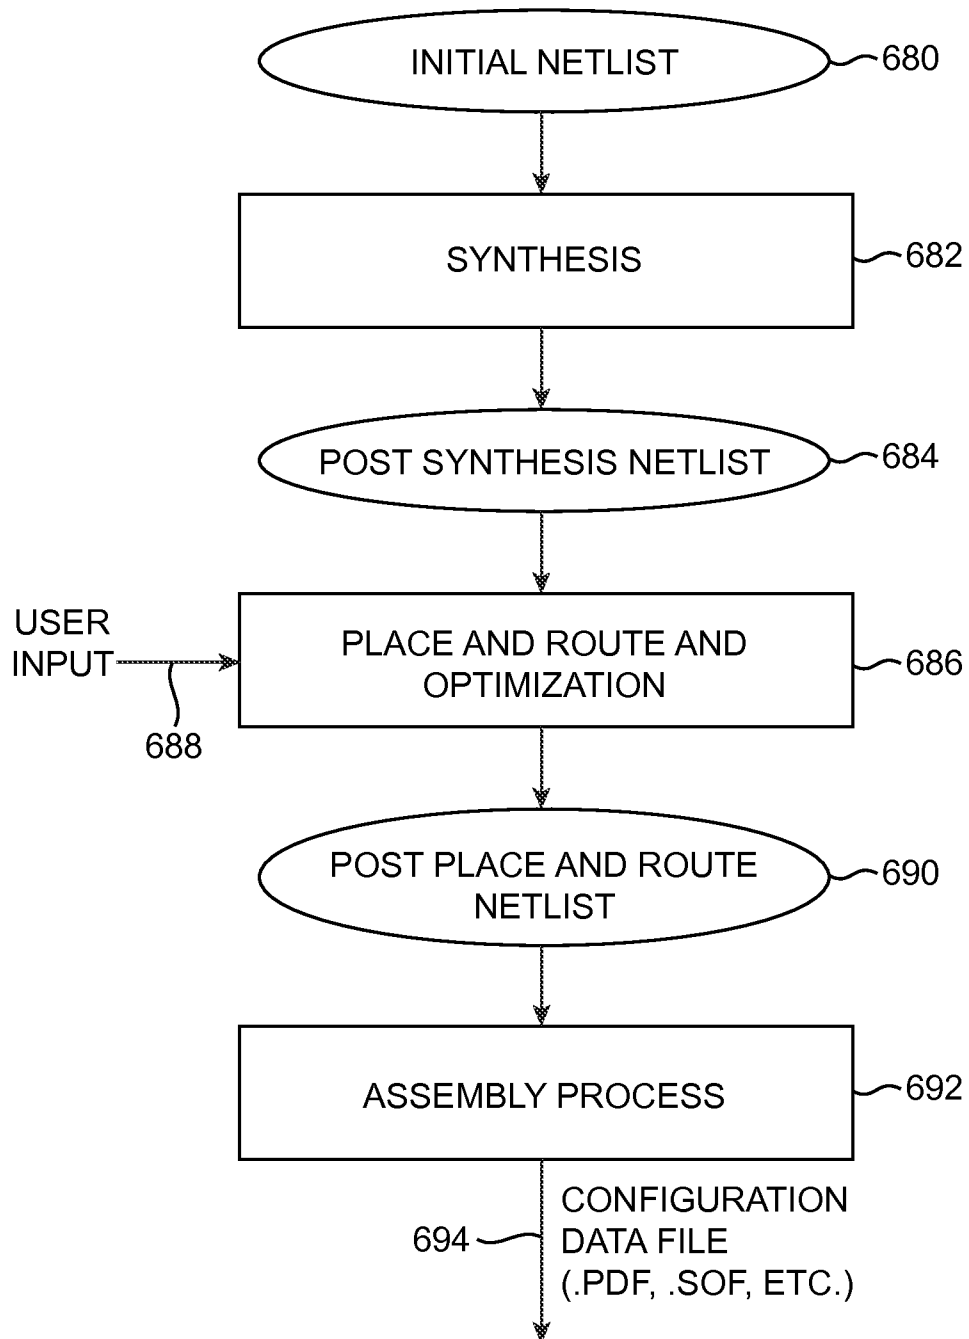 INITIAL NETLIST
680
SYNTHESIS
682
POST SYNTHESIS NETLIST
684
USER
INPUT
688
PLACE AND ROUTE AND
OPTIMIZATION
686
POST PLACE AND ROUTE
NETLIST
690
ASSEMBLY PROCESS
692
694
CONFIGURATION
DATA FILE
(.PDF, .SOF, ETC.)